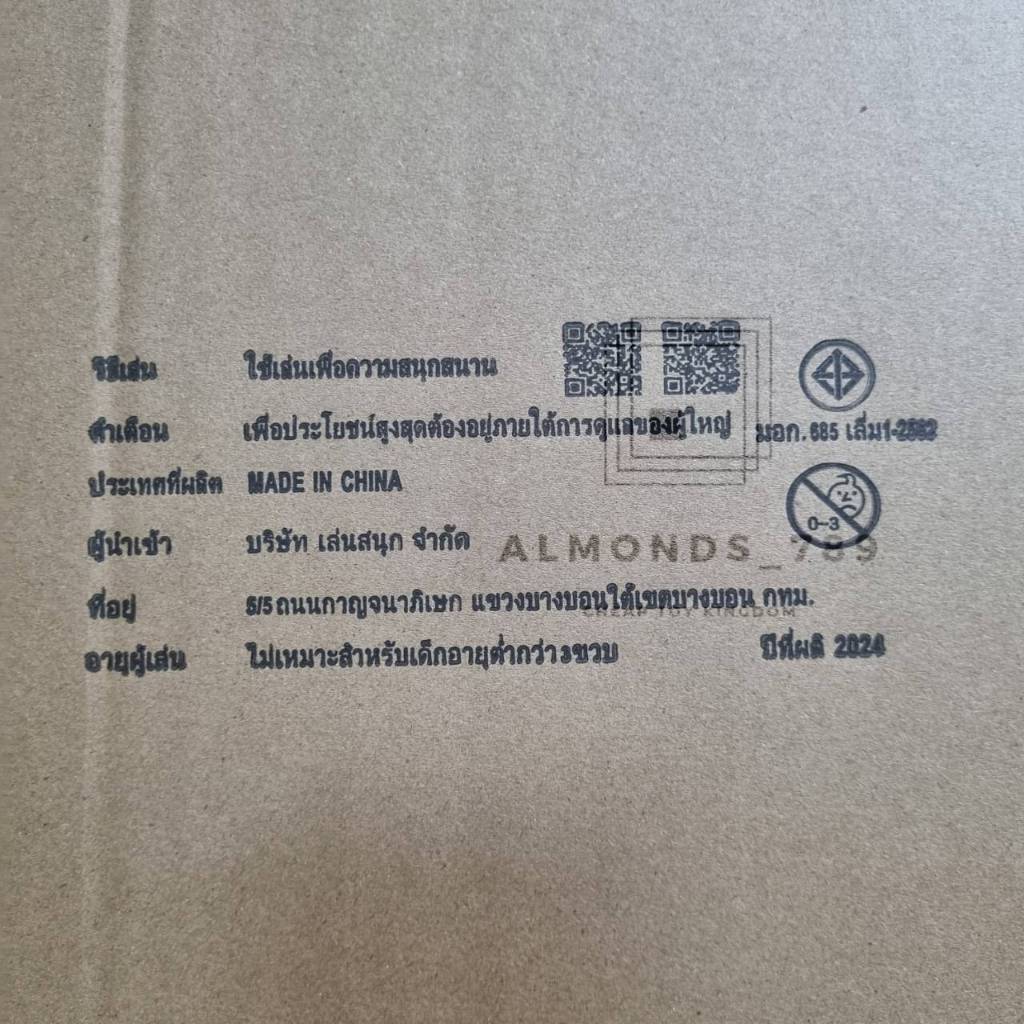 วิธีเล่น ใช้เล่นเพื่อความสนุกสนาน
คำเตือน เพื่อประโยชน์สูงสุดต้องอยู่ภายใต้การดูแลของผู้ใหญ่ มอก.685 เล่ม1-2562
ประเทศที่ผลิต MADE IN CHINA
0-3
ผู้นำเข้า บริษัท เล่นสนุก จำกัด
ALMONDS_789
ที่อยู่ 5/5 ถนนกาญจนาภิเษก แขวงบางบอนใต้เขตบางบอน กทม.
CHEAP TOY KINGDOM
อายุผู้เล่น ไม่เหมาะสำหรับเด็กอายุต่ำกว่า 3ขวบ ปีที่ผลิ 2024